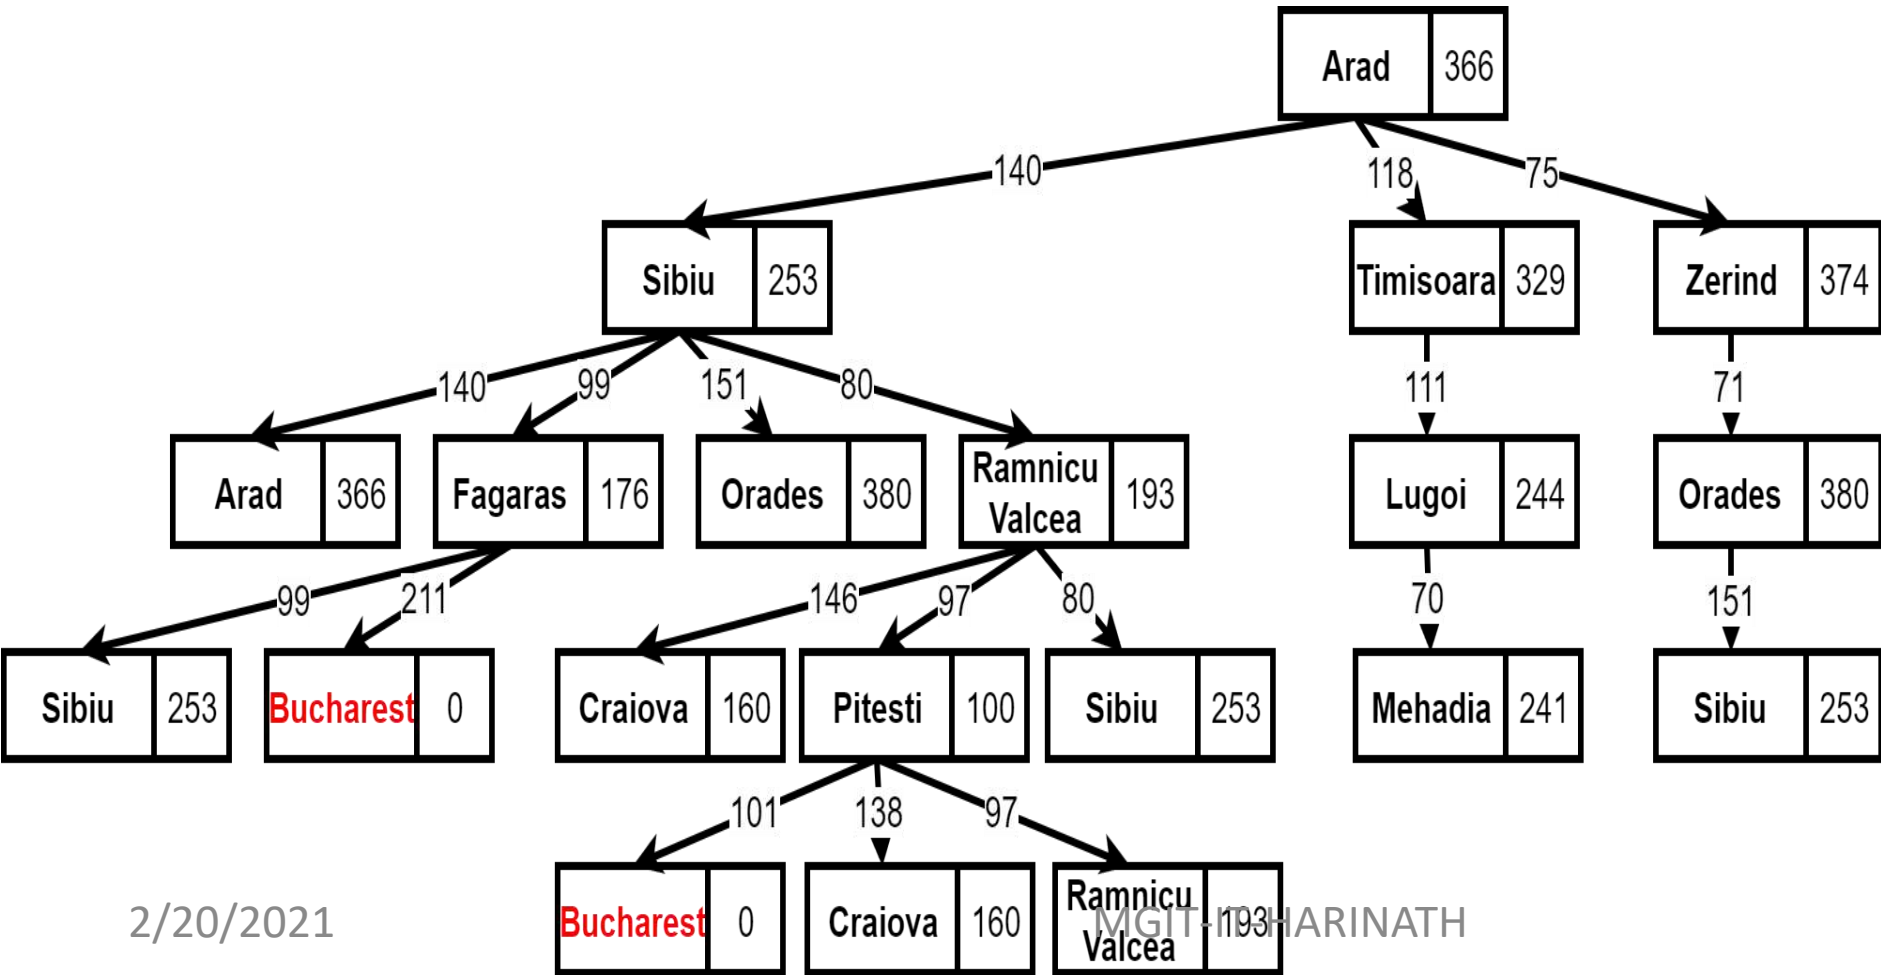 Arad 366
140 118 75
Sibiu 253 Timisoara 329 Zerind 374
140 99 151 80 111 71
Arad 366 Fagaras 176 Orades 380 Ramnicu Valcea 193 Lugoi 244 Orades 380
99 211 146 97 80 70 151
Sibiu 253 Bucharest 0 Craiova 160 Pitesti 100 Sibiu 253 Mehadia 241 Sibiu 253
101 138 97
Bucharest 0 Craiova 160 Ramnicu Valcea 193
2/20/2021 MGIT-IT-HARINATH